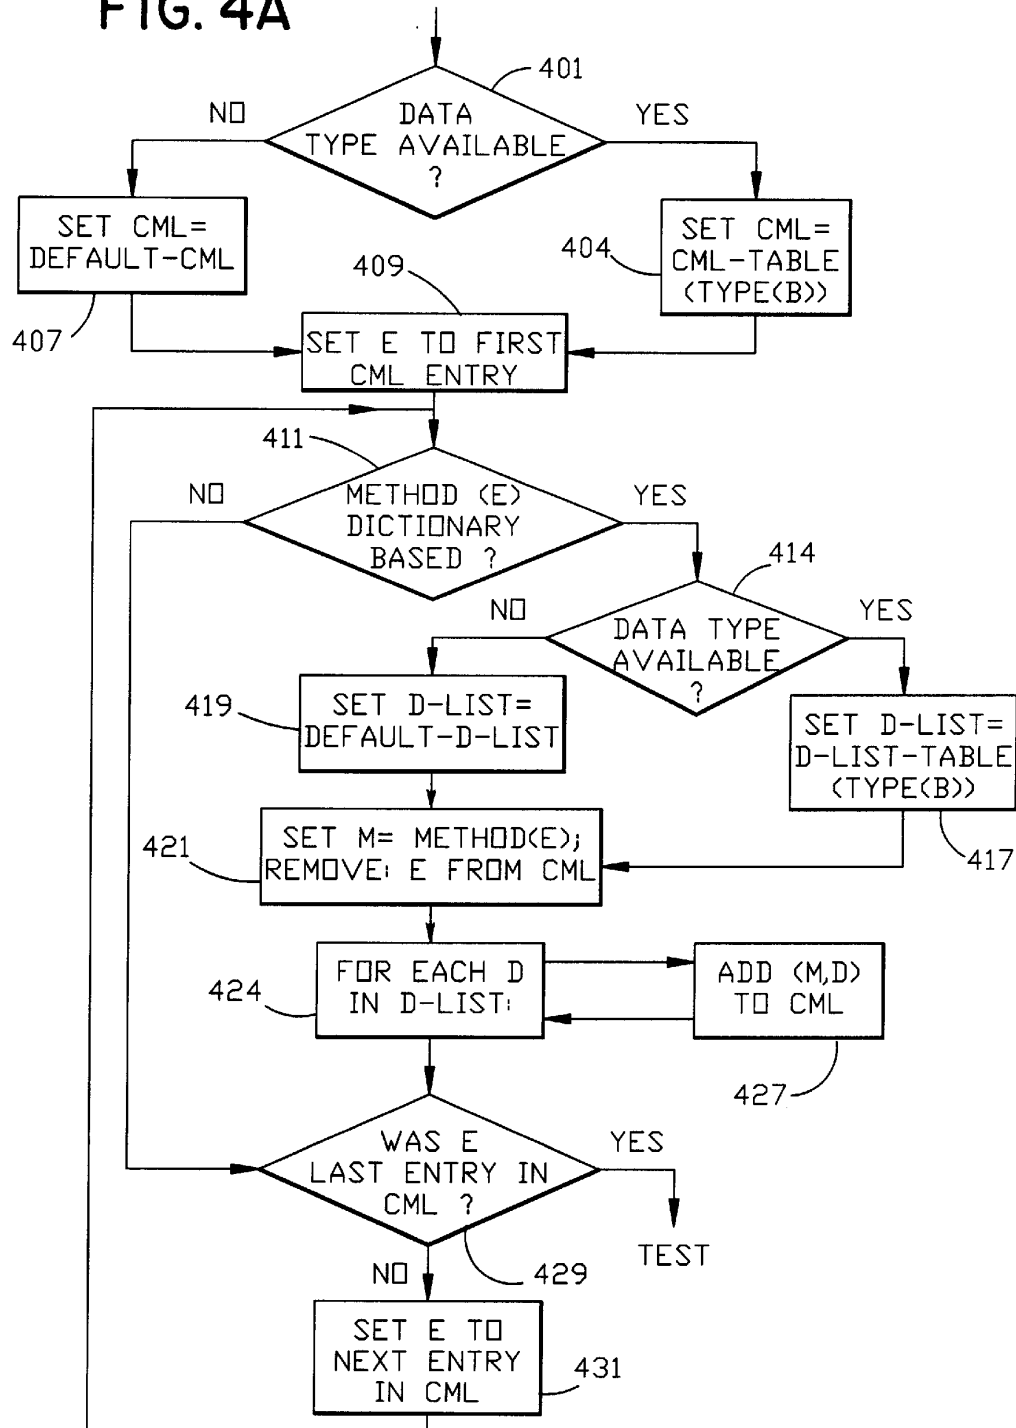 FIG. 4A
401
NO
DATA
TYPE AVAILABLE
?
YES
SET CML=
DEFAULT-CML
407
404
SET CML=
CML-TABLE
(TYPE(B))
409
SET E TO FIRST
CML ENTRY
411
NO
METHOD (E)
DICTIONARY
BASED ?
YES
414
NO
DATA TYPE
AVAILABLE
?
YES
419
SET D-LIST=
DEFAULT-D-LIST
SET D-LIST=
D-LIST-TABLE
(TYPE(B))
417
421
SET M= METHOD(E);
REMOVE: E FROM CML
424
FOR EACH D
IN D-LIST:
ADD (M,D)
TO CML
427
WAS E
LAST ENTRY IN
CML ?
YES
TEST
429
NO
SET E TO
NEXT ENTRY
IN CML
431